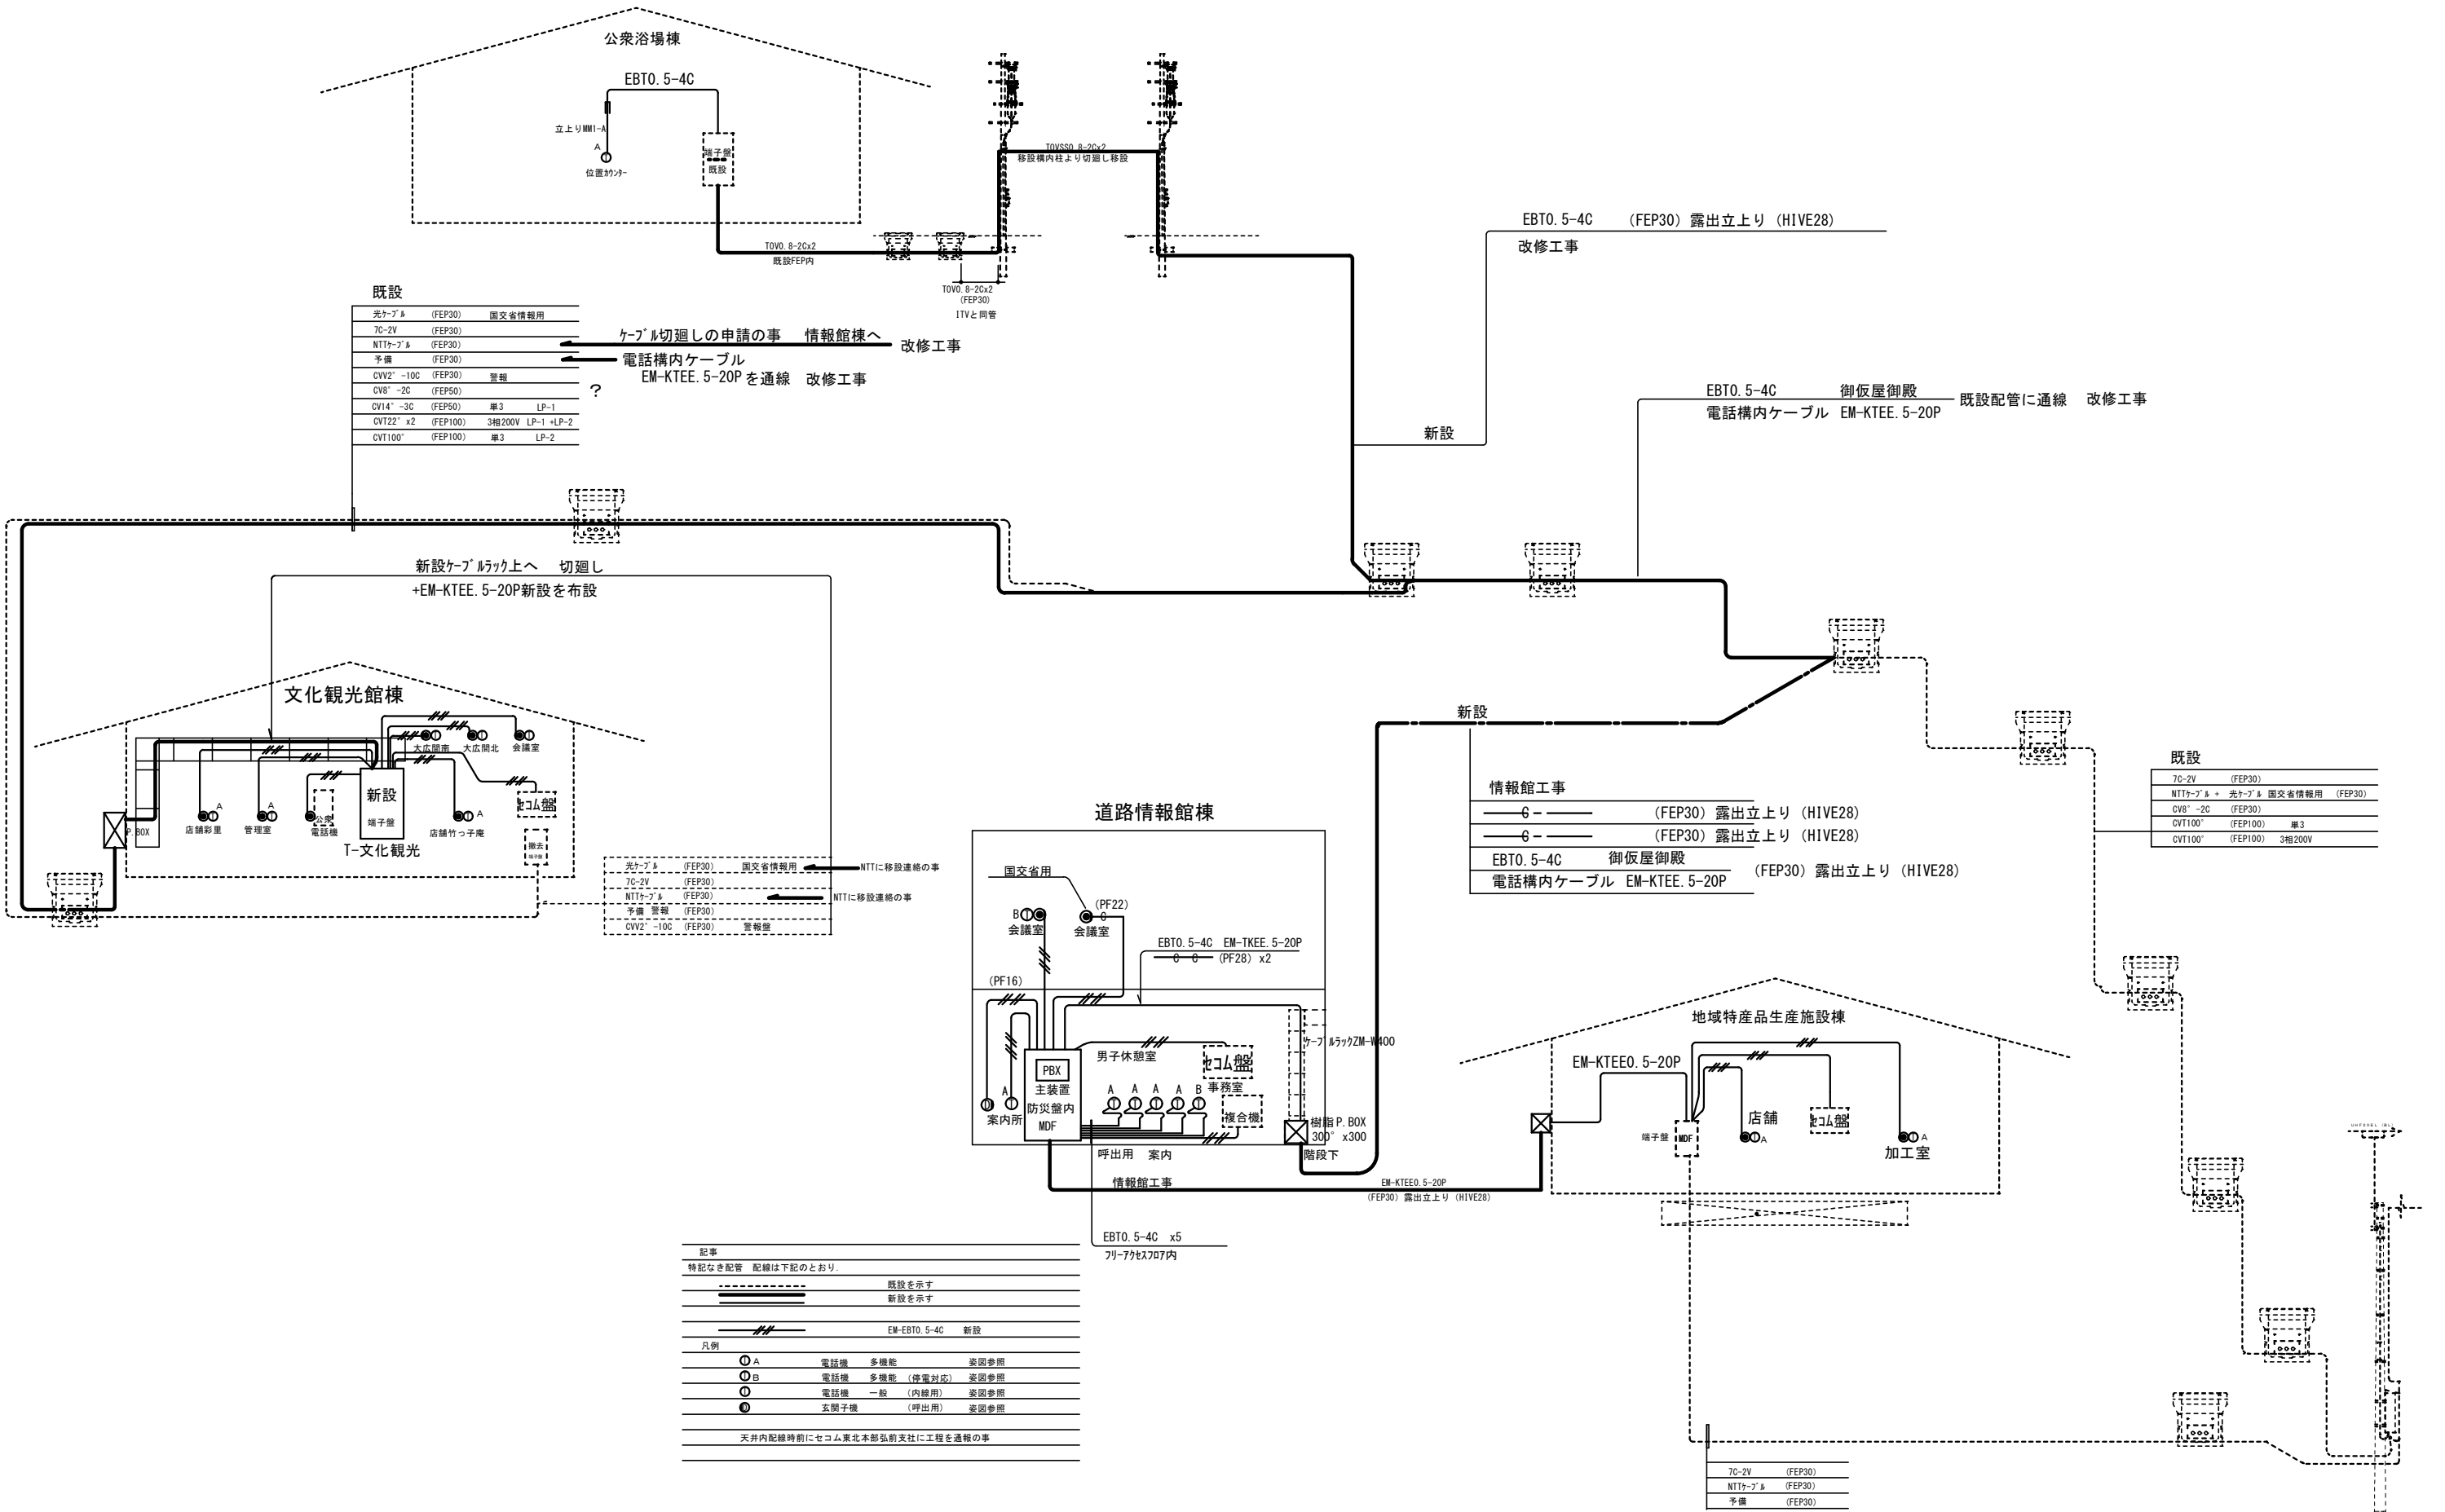 公衆浴場棟
EBT0.5-4C
立上りMM1-A
A
位置ｶｳﾝﾀｰ
端子盤
既設
TOVSS0.8-2Cx2
移設構内柱より切廻し移設
TOV0.8-2Cx2
既設FEP内
TOV0.8-2Cx2
(FEP30)
ITVと同管
EBT0.5-4C (FEP30) 露出立上り (HIVE28)
改修工事
新設
EBT0.5-4C 御仮屋御殿
電話構内ケーブル EM-KTEE.5-20P
既設配管に通線 改修工事
既設
光ｹｰﾌﾞﾙ (FEP30) 国交省情報用
7C-2V (FEP30)
NTTｹｰﾌﾞﾙ (FEP30)
予備 (FEP30)
CVV2゜-10C (FEP30) 警報
CV8゜-2C (FEP50)
CV14゜-3C (FEP50) 単3 LP-1
CVT22゜x2 (FEP100) 3相200V LP-1 +LP-2
CVT100゜ (FEP100) 単3 LP-2
ｹｰﾌﾞﾙ切廻しの申請の事 情報館棟へ 改修工事
電話構内ケーブル
EM-KTEE.5-20Pを通線 改修工事
?
新設ｹｰﾌﾞﾙﾗｯｸ上へ 切廻し
+EM-KTEE.5-20P新設を布設
文化観光館棟
大広間南
大広間北
会議室
新設
端子盤
T-文化観光
P.BOX
A
店舗彩里
A
管理室
公衆
電話機
A
店舗竹っ子庵
ｾｺﾑ盤
撤去
端子盤
光ｹｰﾌﾞﾙ (FEP30) 国交省情報用 NTTに移設連絡の事
7C-2V (FEP30)
NTTｹｰﾌﾞﾙ (FEP30) NTTに移設連絡の事
予備 警報 (FEP30)
CVV2゜-10C (FEP30) 警報盤
新設
情報館工事
G (FEP30) 露出立上り (HIVE28)
G (FEP30) 露出立上り (HIVE28)
EBT0.5-4C 御仮屋御殿
電話構内ケーブル EM-KTEE.5-20P
(FEP30) 露出立上り (HIVE28)
既設
7C-2V (FEP30)
NTTｹｰﾌﾞﾙ + 光ｹｰﾌﾞﾙ 国交省情報用 (FEP30)
CV8゜-2C (FEP30)
CVT100゜ (FEP100) 単3
CVT100゜ (FEP100) 3相200V
道路情報館棟
国交省用
B
会議室
(PF22)
G
会議室
EBT0.5-4C EM-TKEE.5-20P
G G (PF28) x2
(PF16)
PBX
主装置
防災盤内
MDF
A
案内所
男子休憩室
ｾｺﾑ盤
事務室
A A A A B
複合機
呼出用 案内
ｹｰﾌﾞﾙﾗｯｸZM-W400
樹脂P.BOX
300゜x300
階段下
情報館工事
EM-KTEE0.5-20P
(FEP30) 露出立上り (HIVE28)
EBT0.5-4C x5
ﾌﾘｰｱｸｾｽﾌﾛｱ内
地域特産品生産施設棟
EM-KTEE0.5-20P
端子盤
MDF
店舗
A
ｾｺﾑ盤
A
加工室
記事
特記なき配管 配線は下記のとおり.
既設を示す
新設を示す
EM-EBT0.5-4C 新設
凡例
A 電話機 多機能 姿図参照
B 電話機 多機能 (停電対応) 姿図参照
電話機 一般 (内線用) 姿図参照
玄関子機 (呼出用) 姿図参照
天井内配線時前にセコム東北本部弘前支社に工程を通報の事
7C-2V (FEP30)
NTTｹｰﾌﾞﾙ (FEP30)
予備 (FEP30)